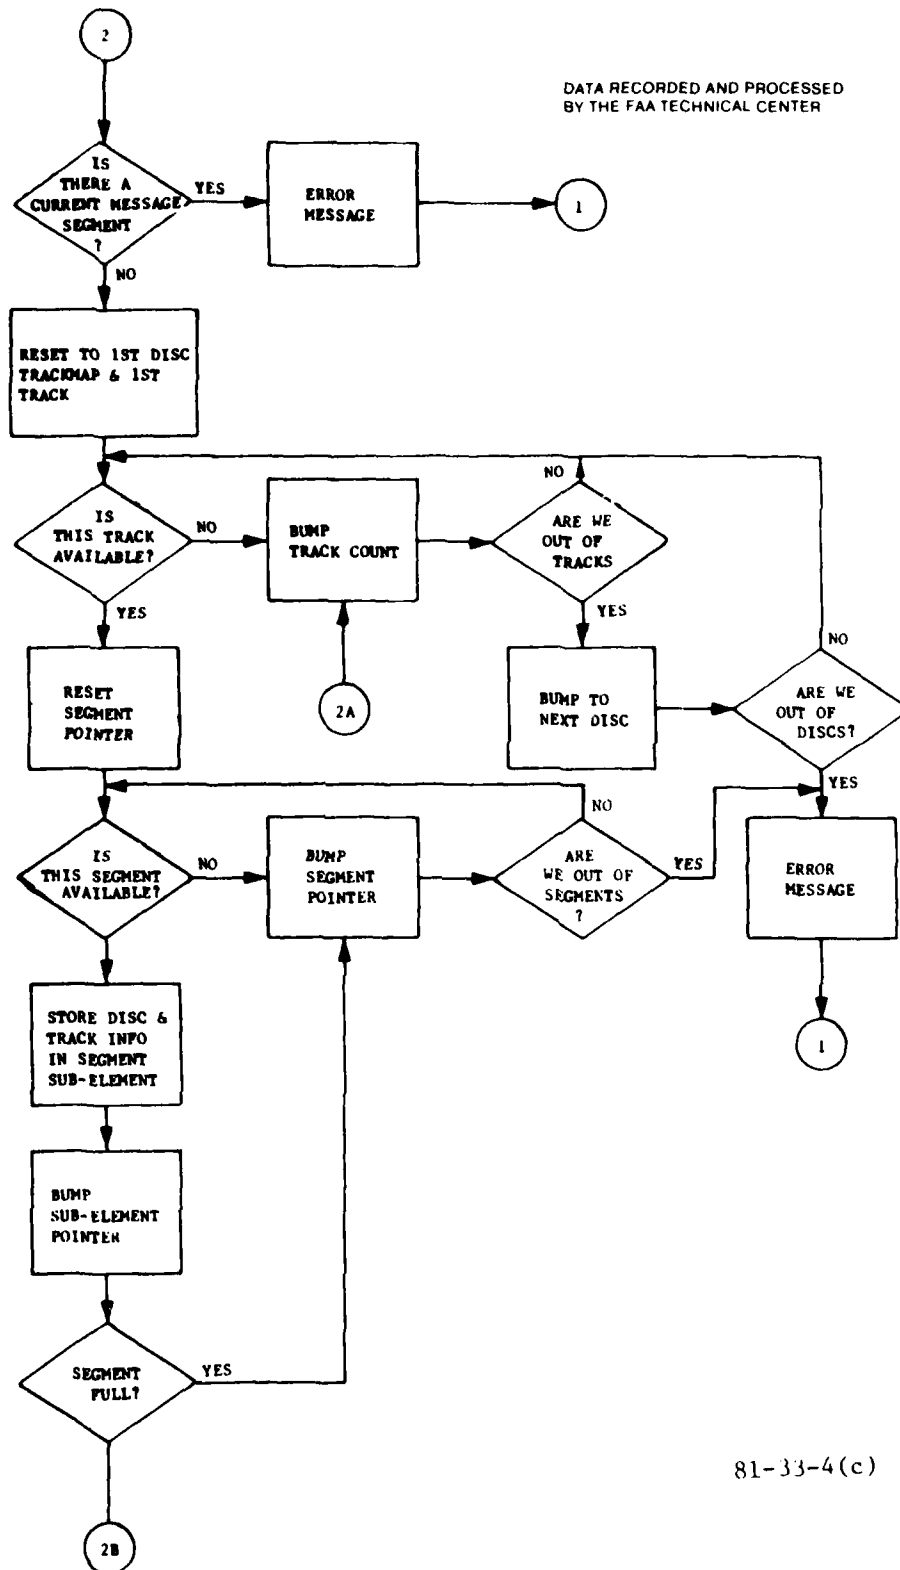 2
DATA RECORDED AND PROCESSED
BY THE FAA TECHNICAL CENTER
IS
THERE A
CURRENT MESSAGE
SEGMENT
?
YES
ERROR
MESSAGE
1
NO
RESET TO 1ST DISC
TRACKMAP & 1ST
TRACK
IS
THIS TRACK
AVAILABLE?
NO
BUMP
TRACK COUNT
NO
ARE WE
OUT OF
TRACKS
YES
YES
2A
RESET
SEGMENT
POINTER
BUMP TO
NEXT DISC
NO
ARE WE
OUT OF
DISCS?
YES
IS
THIS SEGMENT
AVAILABLE?
NO
BUMP
SEGMENT
POINTER
NO
ARE
WE OUT OF
SEGMENTS
?
YES
ERROR
MESSAGE
1
STORE DISC &
TRACK INFO
IN SEGMENT
SUB-ELEMENT
BUMP
SUB-ELEMENT
POINTER
SEGMENT
FULL?
YES
2B
81-33-4(c)